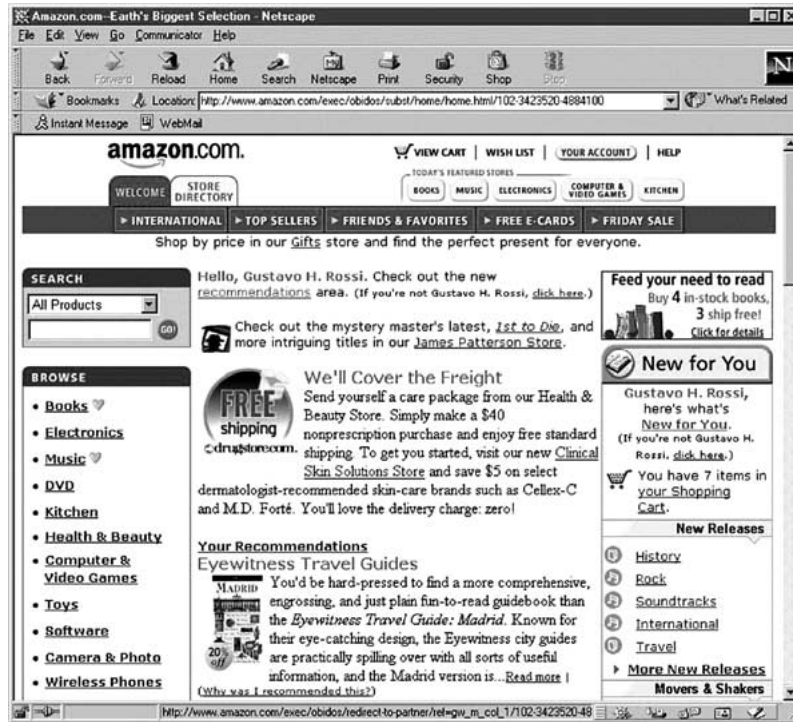 Amazon.com--Earth's Biggest Selection - Netscape
File Edit View Go Communicator Help
Back Forward Reload Home Search Netscape Print Security Shop Stop
N
Bookmarks Location: http://www.amazon.com/exec/obidos/subst/home/home.html/102-3423520-4884100 What's Related
Instant Message WebMail
amazon.com.
VIEW CART | WISH LIST | YOUR ACCOUNT | HELP
WELCOME
STORE
DIRECTORY
TODAY'S FEATURED STORES
BOOKS MUSIC ELECTRONICS COMPUTER & VIDEO GAMES KITCHEN
INTERNATIONAL TOP SELLERS FRIENDS & FAVORITES FREE E-CARDS FRIDAY SALE
Shop by price in our Gifts store and find the perfect present for everyone.
SEARCH
All Products
GO!
BROWSE
• Books
• Electronics
• Music
• DVD
• Kitchen
• Health & Beauty
• Computer &
Video Games
• Toys
• Software
• Camera & Photo
• Wireless Phones
Hello, Gustavo H. Rossi. Check out the new
recommendations area. (If you're not Gustavo H. Rossi, click here.)
Check out the mystery master's latest, 1st to Die, and
more intriguing titles in our James Patterson Store.
FREE
shipping
drugstore.com.
We'll Cover the Freight
Send yourself a care package from our Health &
Beauty Store. Simply make a $40
nonprescription purchase and enjoy free standard
shipping. To get you started, visit our new Clinical
Skin Solutions Store and save $5 on select
dermatologist-recommended skin-care brands such as Cellex-C
and M.D. Forté. You'll love the delivery charge: zero!
Your Recommendations
Eyewitness Travel Guides
MADRID
20%
off
You'd be hard-pressed to find a more comprehensive,
engrossing, and just plain fun-to-read guidebook than
the Eyewitness Travel Guide: Madrid. Known for
their eye-catching design, the Eyewitness city guides
are practically spilling over with all sorts of useful
information, and the Madrid version is...Read more |
(Why was I recommended this?)
Feed your need to read
Buy 4 in-stock books,
3 ship free!
Click for details
New for You
Gustavo H. Rossi,
here's what's
New for You.
(If you're not Gustavo H.
Rossi, click here.)
You have 7 items in
your Shopping
Cart.
New Releases
History
Rock
Soundtracks
International
Travel
More New Releases
Movers & Shakers
http://www.amazon.com/exec/obidos/redirect-to-partner/rel=gw_m_col_1/102-3423520-48